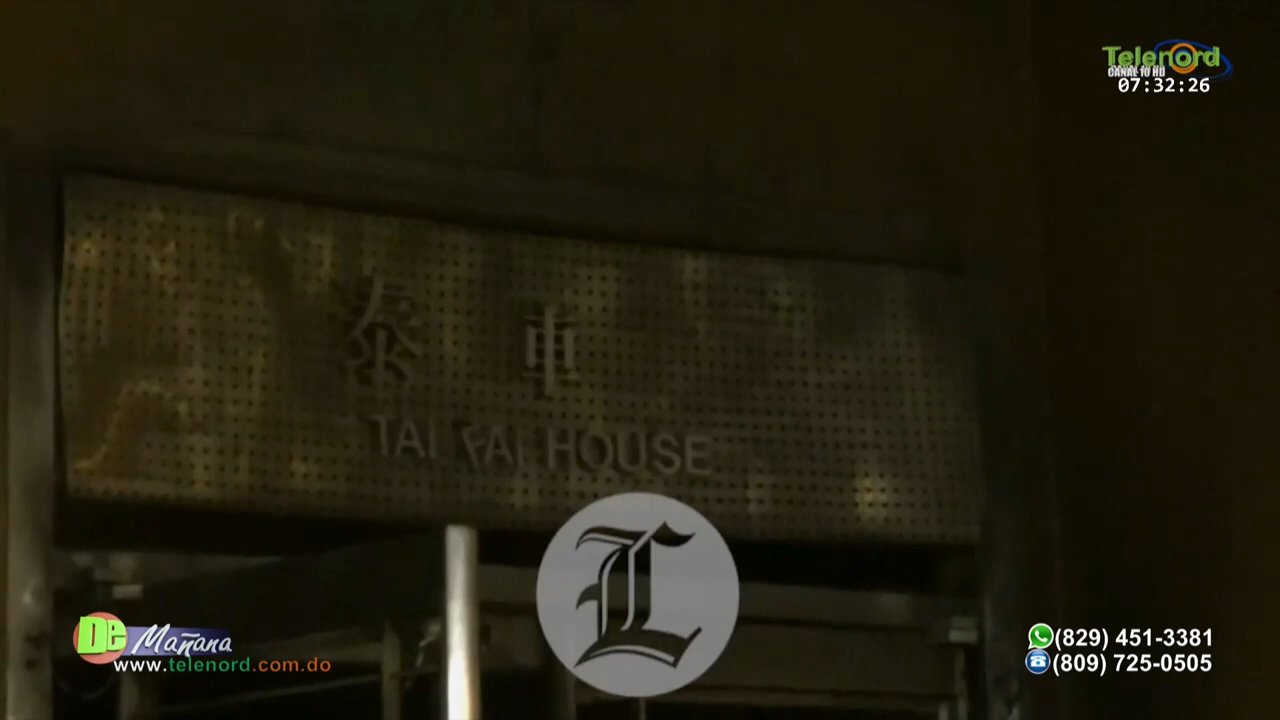 Telenord
CANAL 10 HD
07:32:26
泰 車
TAI FAI HOUSE
L
De Mañana
www.telenord.com.do
(829) 451-3381
(809) 725-0505